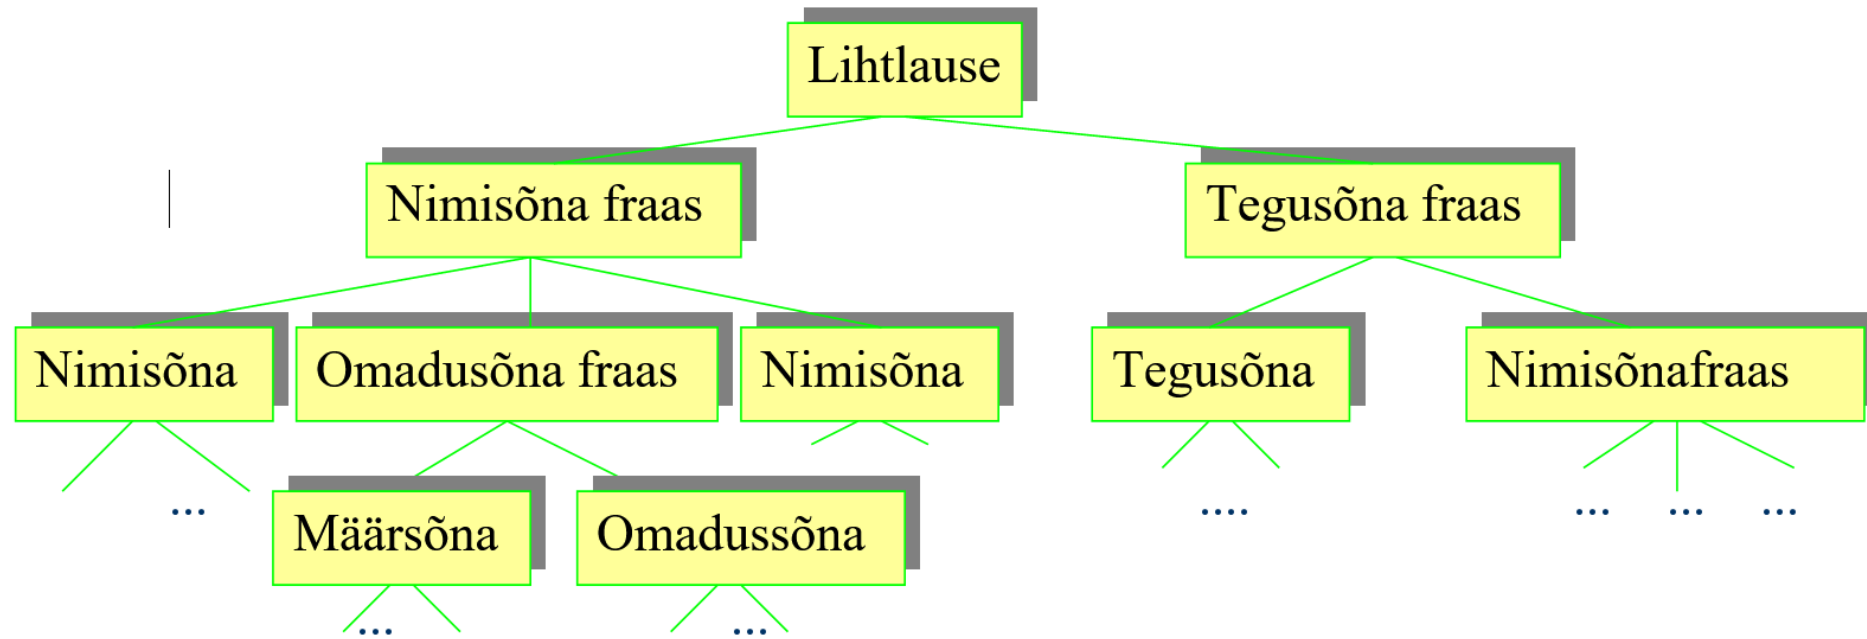 Lihtlause
Nimisõna fraas Tegusõna fraas
Nimisõna Omadusõna fraas Nimisõna Tegusõna Nimisõnafraas
... .... ... ... ...
Määrsõna Omadussõna
... ...